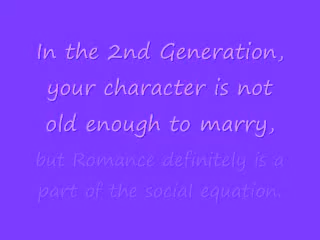 In the 2nd Generation,
your character is not
old enough to marry,
but Romance definitely is a
part of the social equation.